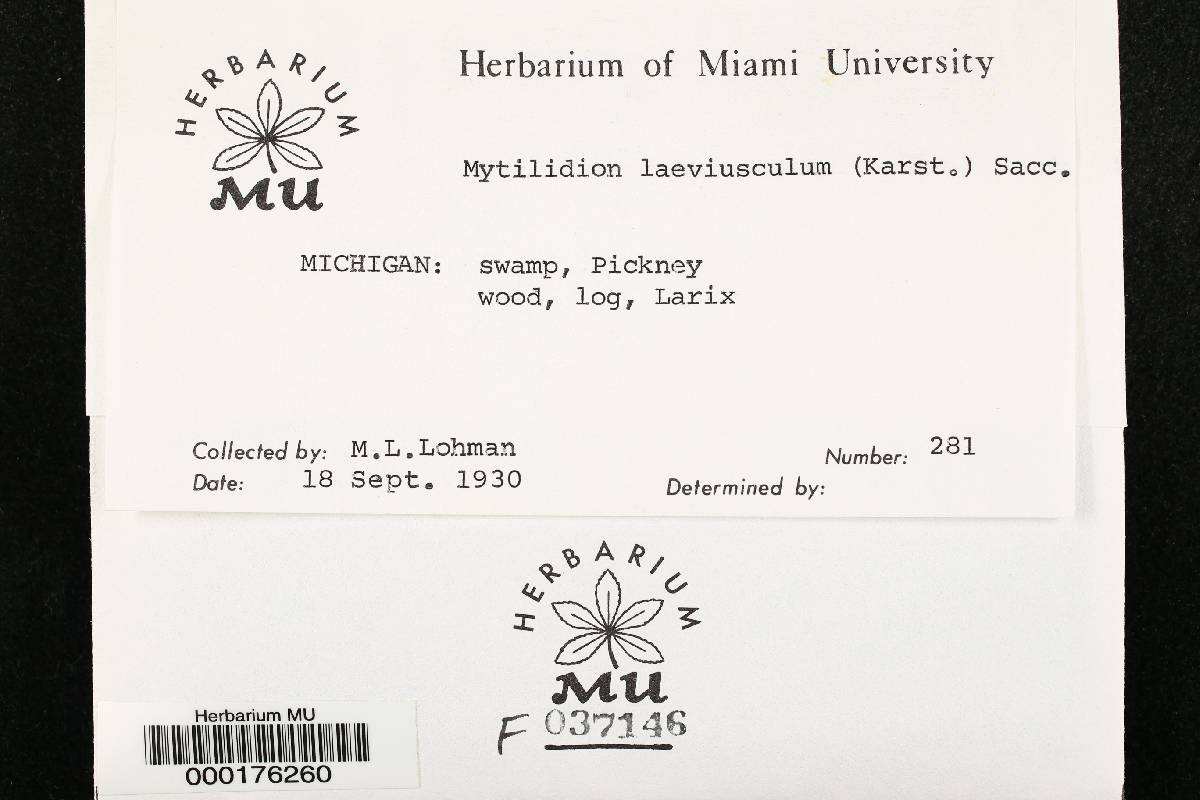 HERBARIUM
MU
Herbarium of Miami University
Mytilidion laeviusculum (Karst.) Sacc.
MICHIGAN: swamp, Pickney
wood, log, Larix
Collected by: M.L.Lohman
Number: 281
Date: 18 Sept. 1930
Determined by:
HERBARIUM
MU
F 037146
Herbarium MU
000176260